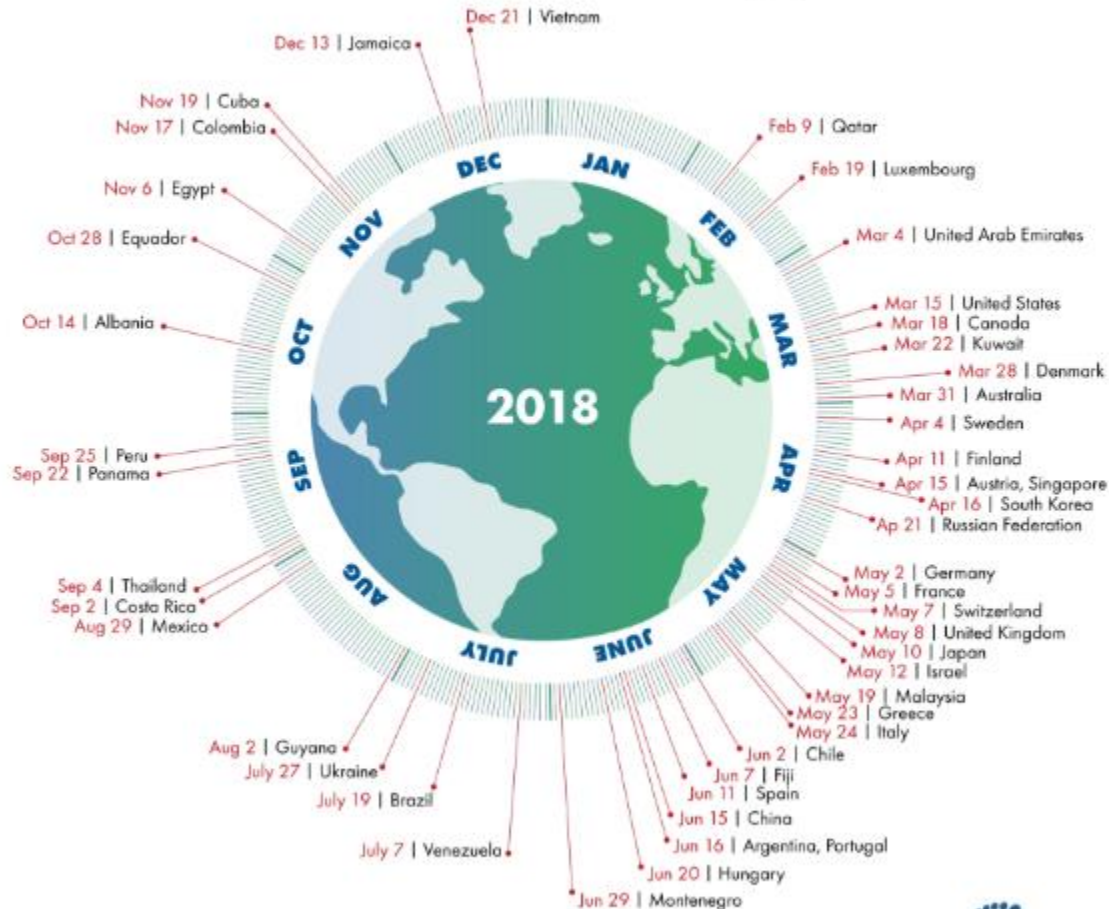 Dec 21 | Vietnam
Dec 13 | Jamaica
Nov 19 | Cuba
Nov 17 | Colombia
Nov 6 | Egypt
Oct 28 | Equador
Oct 14 | Albania
Sep 25 | Peru
Sep 22 | Panama
Sep 4 | Thailand
Sep 2 | Costa Rica
Aug 29 | Mexico
Aug 2 | Guyana
July 27 | Ukraine
July 19 | Brazil
July 7 | Venezuela
Feb 9 | Qatar
Feb 19 | Luxembourg
Mar 4 | United Arab Emirates
Mar 15 | United States
Mar 18 | Canada
Mar 22 | Kuwait
Mar 28 | Denmark
Mar 31 | Australia
Apr 4 | Sweden
Apr 11 | Finland
Apr 15 | Austria, Singapore
Apr 16 | South Korea
Ap 21 | Russian Federation
May 2 | Germany
May 5 | France
May 7 | Switzerland
May 8 | United Kingdom
May 10 | Japan
May 12 | Israel
May 19 | Malaysia
May 23 | Greece
May 24 | Italy
Jun 2 | Chile
Jun 7 | Fiji
Jun 11 | Spain
Jun 15 | China
Jun 16 | Argentina, Portugal
Jun 20 | Hungary
Jun 29 | Montenegro
JAN
FEB
MAR
APR
MAY
JUNE
JULY
AUG
SEP
OCT
NOV
DEC
2018